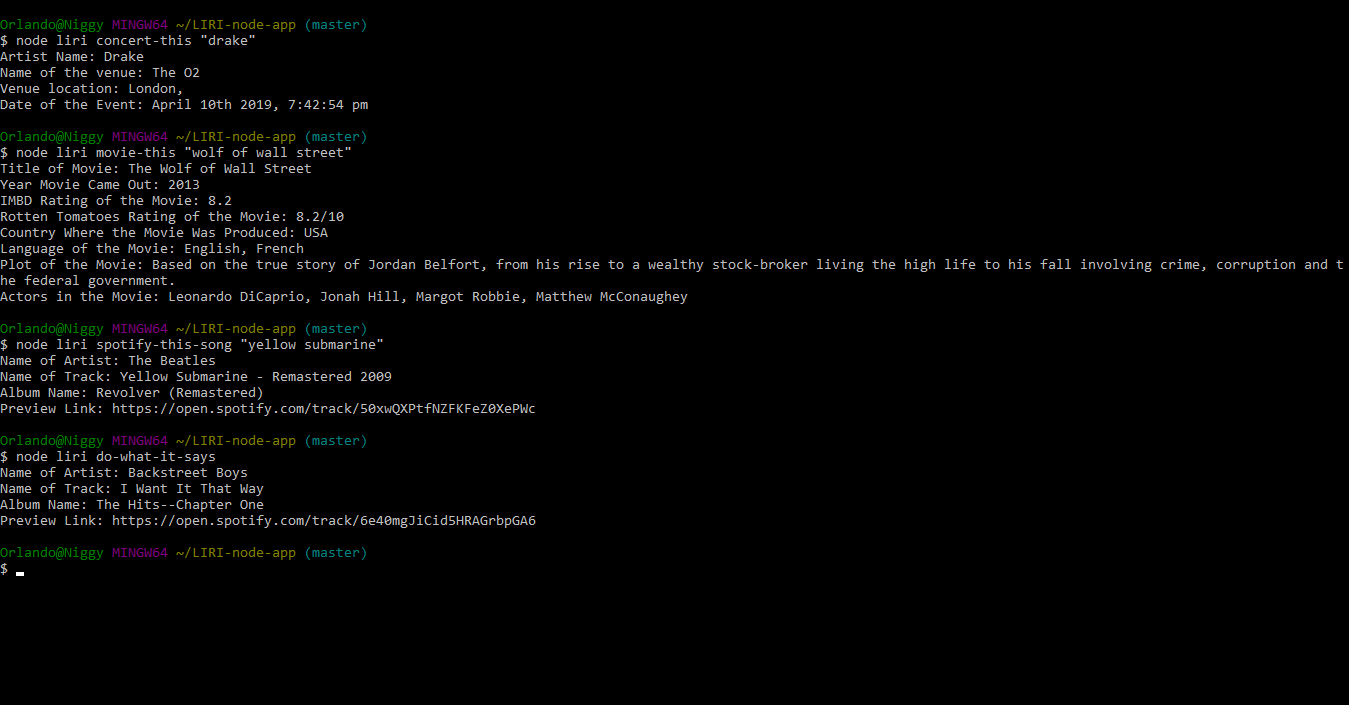 Orlando@Niggy MINGW64 ~/LIRI-node-app (master)
$ node liri concert-this "drake"
Artist Name: Drake
Name of the venue: The O2
Venue location: London,
Date of the Event: April 10th 2019, 7:42:54 pm
Orlando@Niggy MINGW64 ~/LIRI-node-app (master)
$ node liri movie-this "wolf of wall street"
Title of Movie: The Wolf of Wall Street
Year Movie Came Out: 2013
IMBD Rating of the Movie: 8.2
Rotten Tomatoes Rating of the Movie: 8.2/10
Country Where the Movie Was Produced: USA
Language of the Movie: English, French
Plot of the Movie: Based on the true story of Jordan Belfort, from his rise to a wealthy stock-broker living the high life to his fall involving crime, corruption and t
he federal government.
Actors in the Movie: Leonardo DiCaprio, Jonah Hill, Margot Robbie, Matthew McConaughey
Orlando@Niggy MINGW64 ~/LIRI-node-app (master)
$ node liri spotify-this-song "yellow submarine"
Name of Artist: The Beatles
Name of Track: Yellow Submarine - Remastered 2009
Album Name: Revolver (Remastered)
Preview Link: https://open.spotify.com/track/50xwQXPtfNZFKFeZ0XePWc
Orlando@Niggy MINGW64 ~/LIRI-node-app (master)
$ node liri do-what-it-says
Name of Artist: Backstreet Boys
Name of Track: I Want It That Way
Album Name: The Hits--Chapter One
Preview Link: https://open.spotify.com/track/6e40mgJiCid5HRAGrbpGA6
Orlando@Niggy MINGW64 ~/LIRI-node-app (master)
$